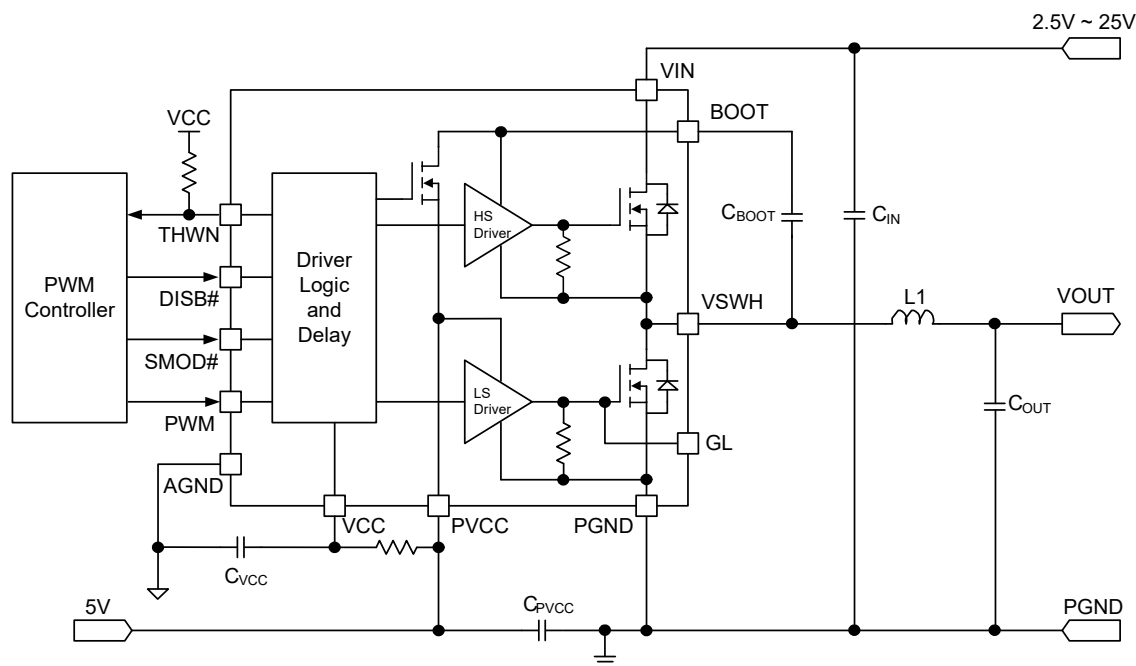 2.5V ~ 25V
VIN
BOOT
VCC
THWN
DISB#
SMOD#
PWM
PWM
Controller
Driver
Logic
and
Delay
HS
Driver
LS
Driver
CBOOT
CIN
VSWH
L1
VOUT
COUT
GL
AGND
VCC
PVCC
PGND
CVCC
5V
CPVCC
PGND